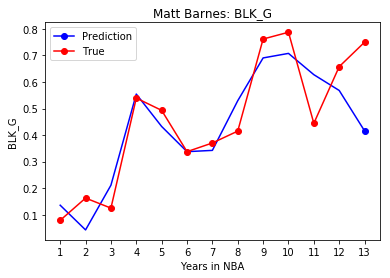 Matt Barnes: BLK_G
Prediction
True
BLK_G
0.8
0.7
0.6
0.5
0.4
0.3
0.2
0.1
1 2 3 4 5 6 7 8 9 10 11 12 13
Years in NBA